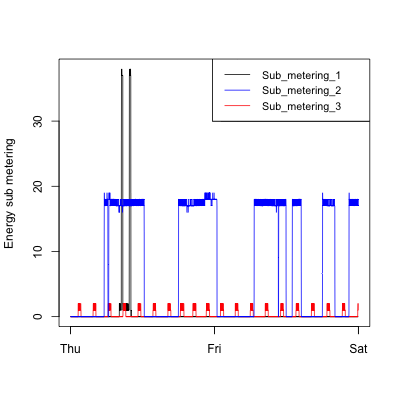 Sub_metering_1
Sub_metering_2
Sub_metering_3
Energy sub metering
30
20
10
0
Thu
Fri
Sat